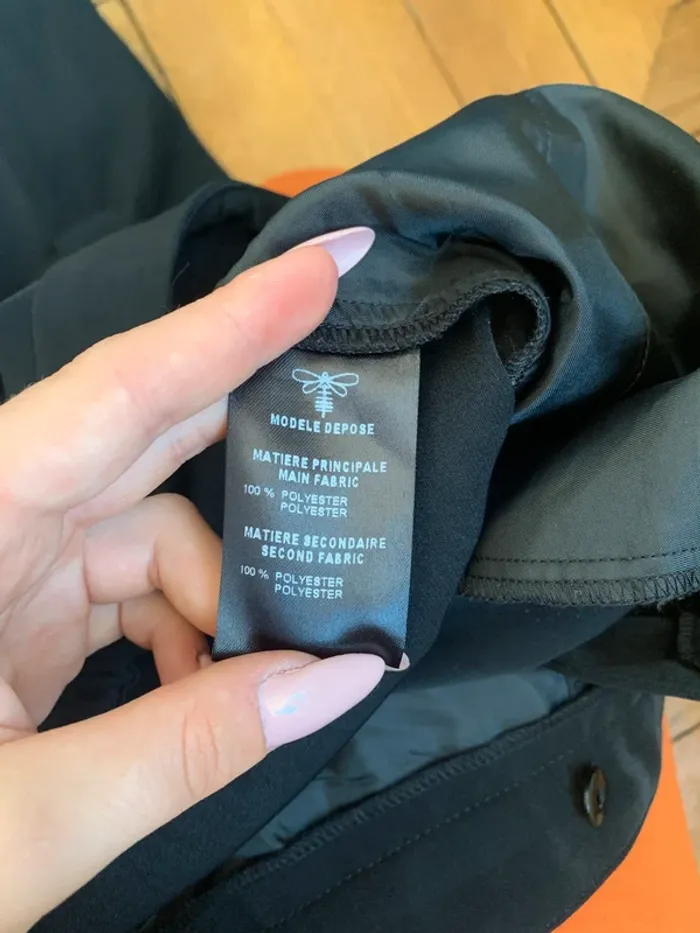 MODELE DEPOSE
MATIERE PRINCIPALE
MAIN FABRIC
100 % POLYESTER
POLYESTER
MATIERE SECONDAIRE
SECOND FABRIC
100 % POLYESTER
POLYESTER